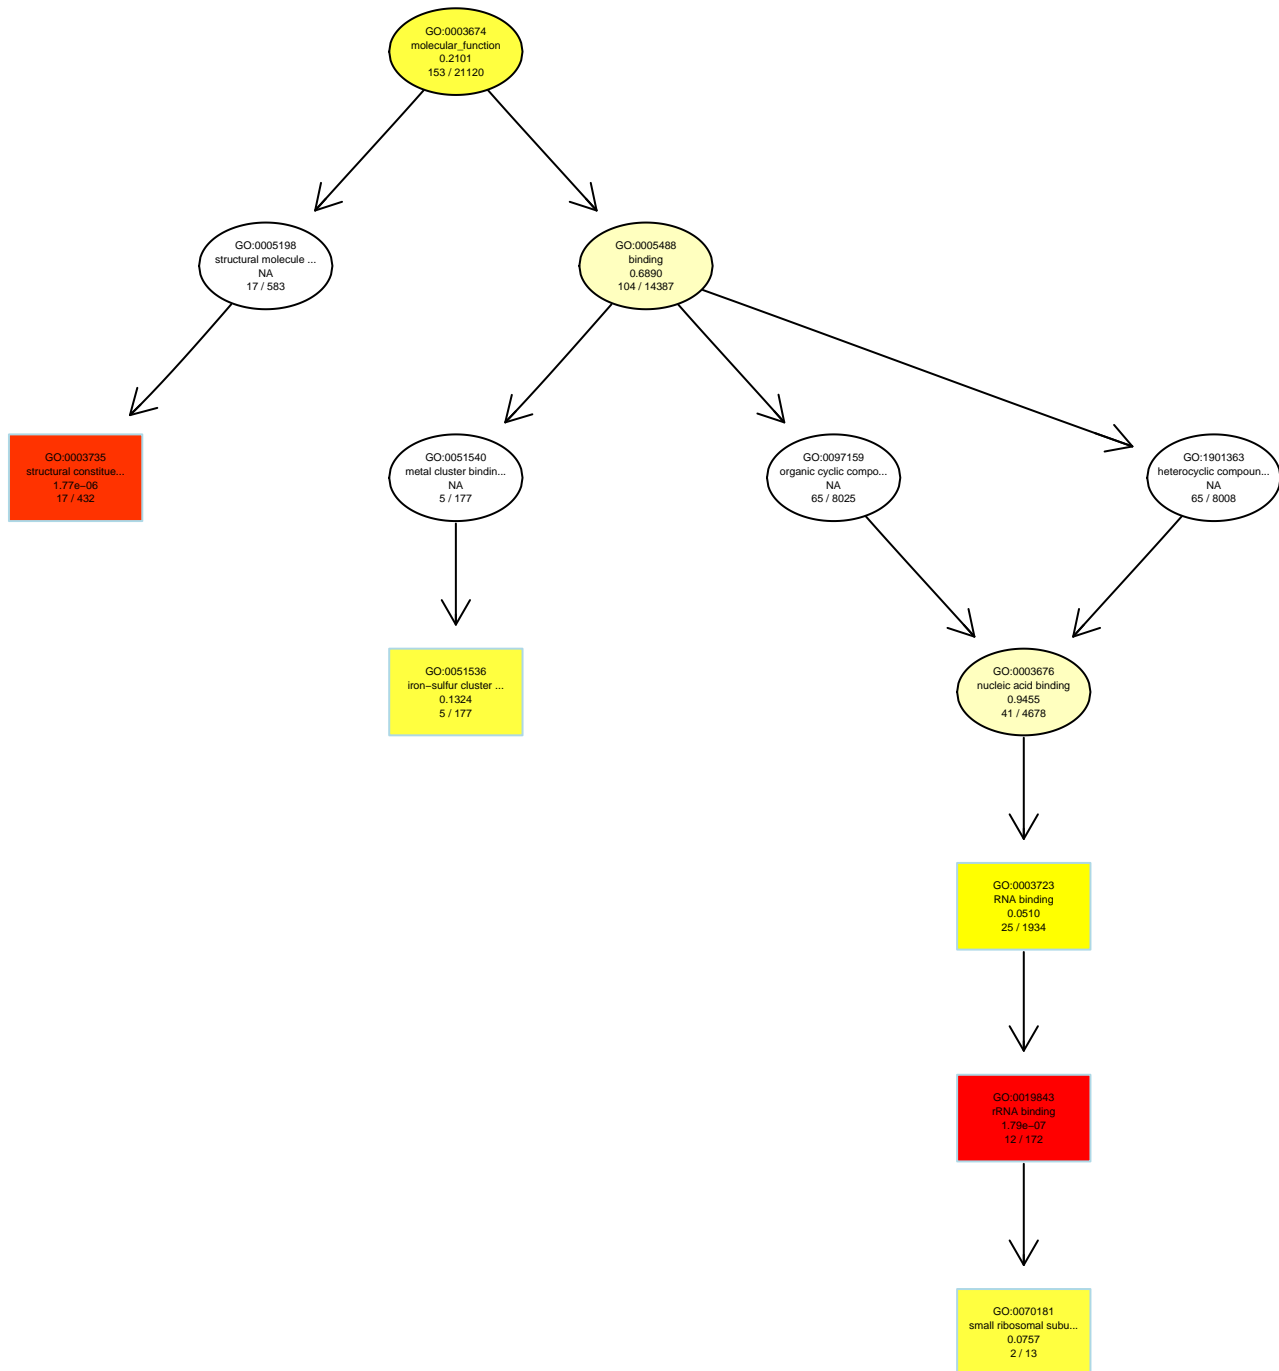 GO:0003674
molecular_function
0.2101
153 / 21120
GO:0005198
structural molecule ...
NA
17 / 583
GO:0005488
binding
0.6890
104 / 14387
GO:0003735
structural constitue...
1.77e−06
17 / 432
GO:0051540
metal cluster bindin...
NA
5 / 177
GO:0097159
organic cyclic compo...
NA
65 / 8025
GO:1901363
heterocyclic compoun...
NA
65 / 8008
GO:0051536
iron−sulfur cluster ...
0.1324
5 / 177
GO:0003676
nucleic acid binding
0.9455
41 / 4678
GO:0003723
RNA binding
0.0510
25 / 1934
GO:0019843
rRNA binding
1.79e−07
12 / 172
GO:0070181
small ribosomal subu...
0.0757
2 / 13